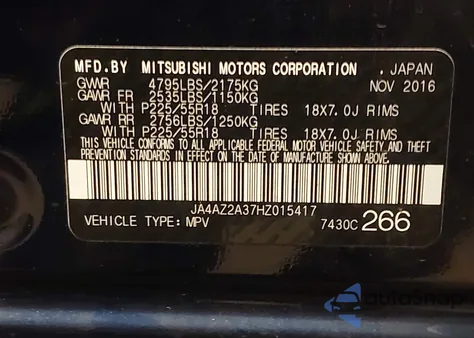 MFD.BY MITSUBISHI MOTORS CORPORATION . JAPAN
GVWR 4795LBS/2175KG NOV 2016
GAWR FR 2535LBS/1150KG
WITH P225/55R18 TIRES 18X7.0J RIMS
GAWR RR 2756LBS/1250KG
WITH P225/55R18 TIRES 18X7.0J RIMS
THIS VEHICLE CONFORMS TO ALL APPLICABLE FEDERAL MOTOR VEHICLE SAFETY, BUMPER AND THEFT PREVENTION STANDARDS IN EFFECT ON THE DATE OF MANUFACTURE SHOWN ABOVE.
JA4AZ2A37HZ015417
VEHICLE TYPE: MPV 7430C 266
autoSnap